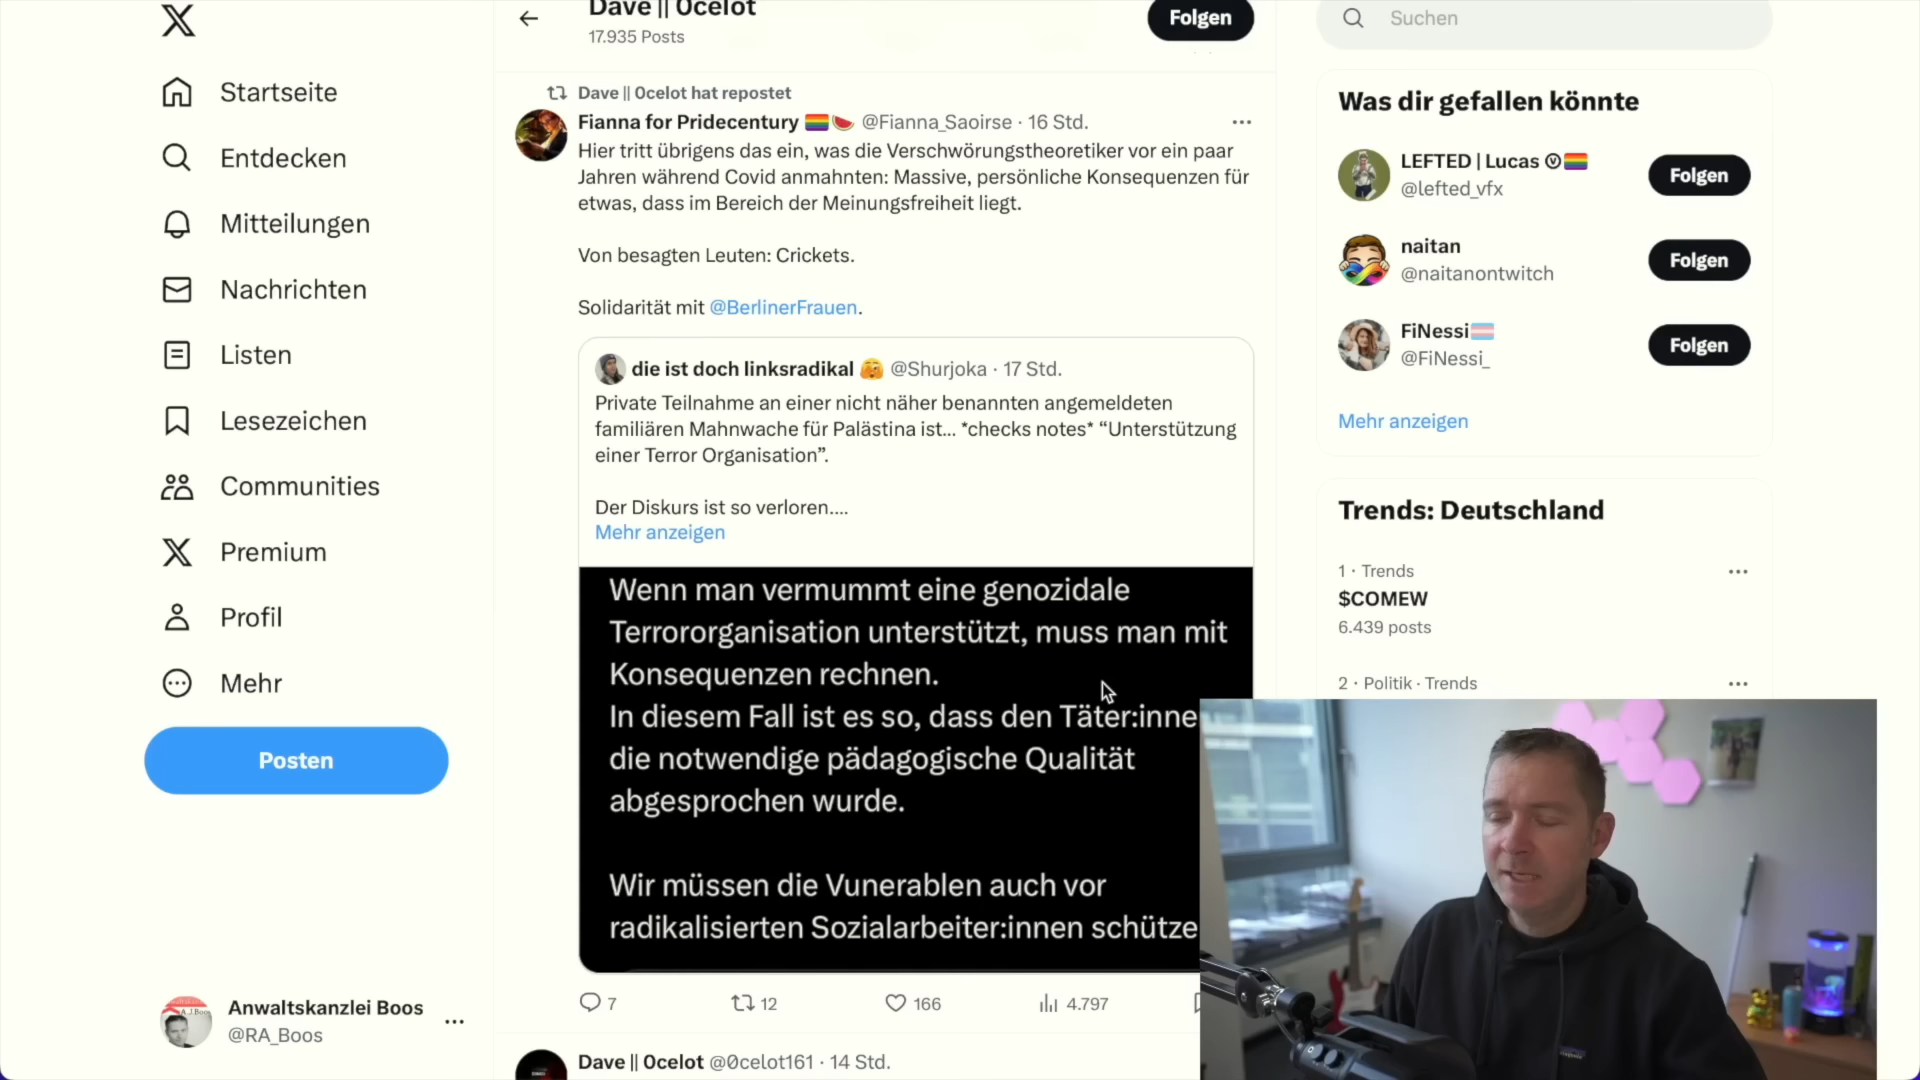 Startseite
Entdecken
Mitteilungen
Nachrichten
Listen
Lesezeichen
Communities
Premium
Profil
Mehr
Posten
Anwaltskanzlei Boos
@RA_Boos
Dave || 0celot
17.935 Posts
Folgen
Dave || 0celot hat repostet
Fianna for Pridecentury 🏳️‍🌈🍉 @Fianna_Saoirse · 16 Std.
Hier tritt übrigens das ein, was die Verschwörungstheoretiker vor ein paar
Jahren während Covid anmahnten: Massive, persönliche Konsequenzen für
etwas, dass im Bereich der Meinungsfreiheit liegt.
Von besagten Leuten: Crickets.
Solidarität mit @BerlinerFrauen.
die ist doch linksradikal 🫣 @Shurjoka · 17 Std.
Private Teilnahme an einer nicht näher benannten angemeldeten
familiären Mahnwache für Palästina ist... *checks notes* “Unterstützung
einer Terror Organisation”.
Der Diskurs ist so verloren....
Mehr anzeigen
Wenn man vermummt eine genozidale
Terrororganisation unterstützt, muss man mit
Konsequenzen rechnen.
In diesem Fall ist es so, dass den Täter:inne
die notwendige pädagogische Qualität
abgesprochen wurde.
Wir müssen die Vunerablen auch vor
radikalisierten Sozialarbeiter:innen schütze
7
12
166
4.797
Dave || 0celot @0celot161 · 14 Std.
Suchen
Was dir gefallen könnte
LEFTED | Lucas Ⓥ🏳️‍🌈
@lefted_vfx
Folgen
naitan
@naitanontwitch
Folgen
FiNessi🏳️‍⚧️
@FiNessi_
Folgen
Mehr anzeigen
Trends: Deutschland
1 · Trends
$COMEW
6.439 posts
2 · Politik · Trends